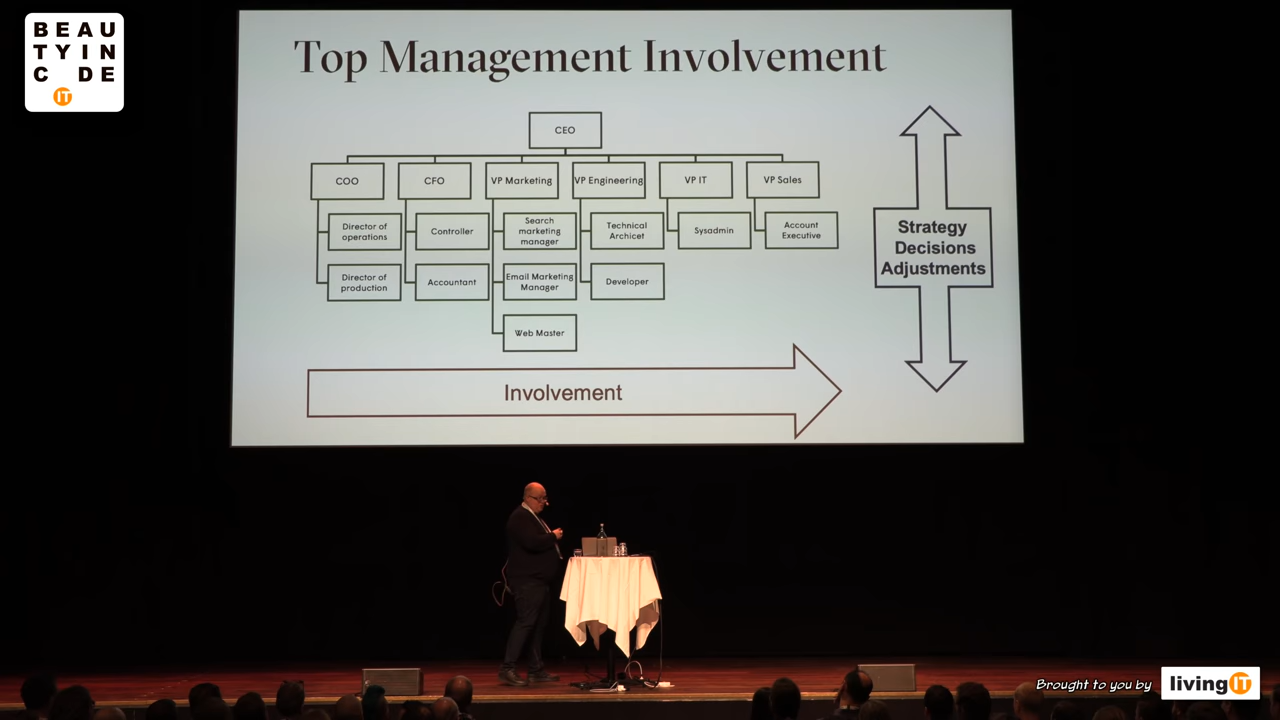 BEAU
TYIN
C DE
IT
Top Management Involvement
CEO
COO
CFO
VP Marketing
VP Engineering
VP IT
VP Sales
Director of
operations
Controller
Search
marketing
manager
Technical
Archicet
Sysadmin
Account
Executive
Director of
production
Accountant
Email Marketing
Manager
Developer
Web Master
Strategy
Decisions
Adjustments
Involvement
Brought to you by
livingIT